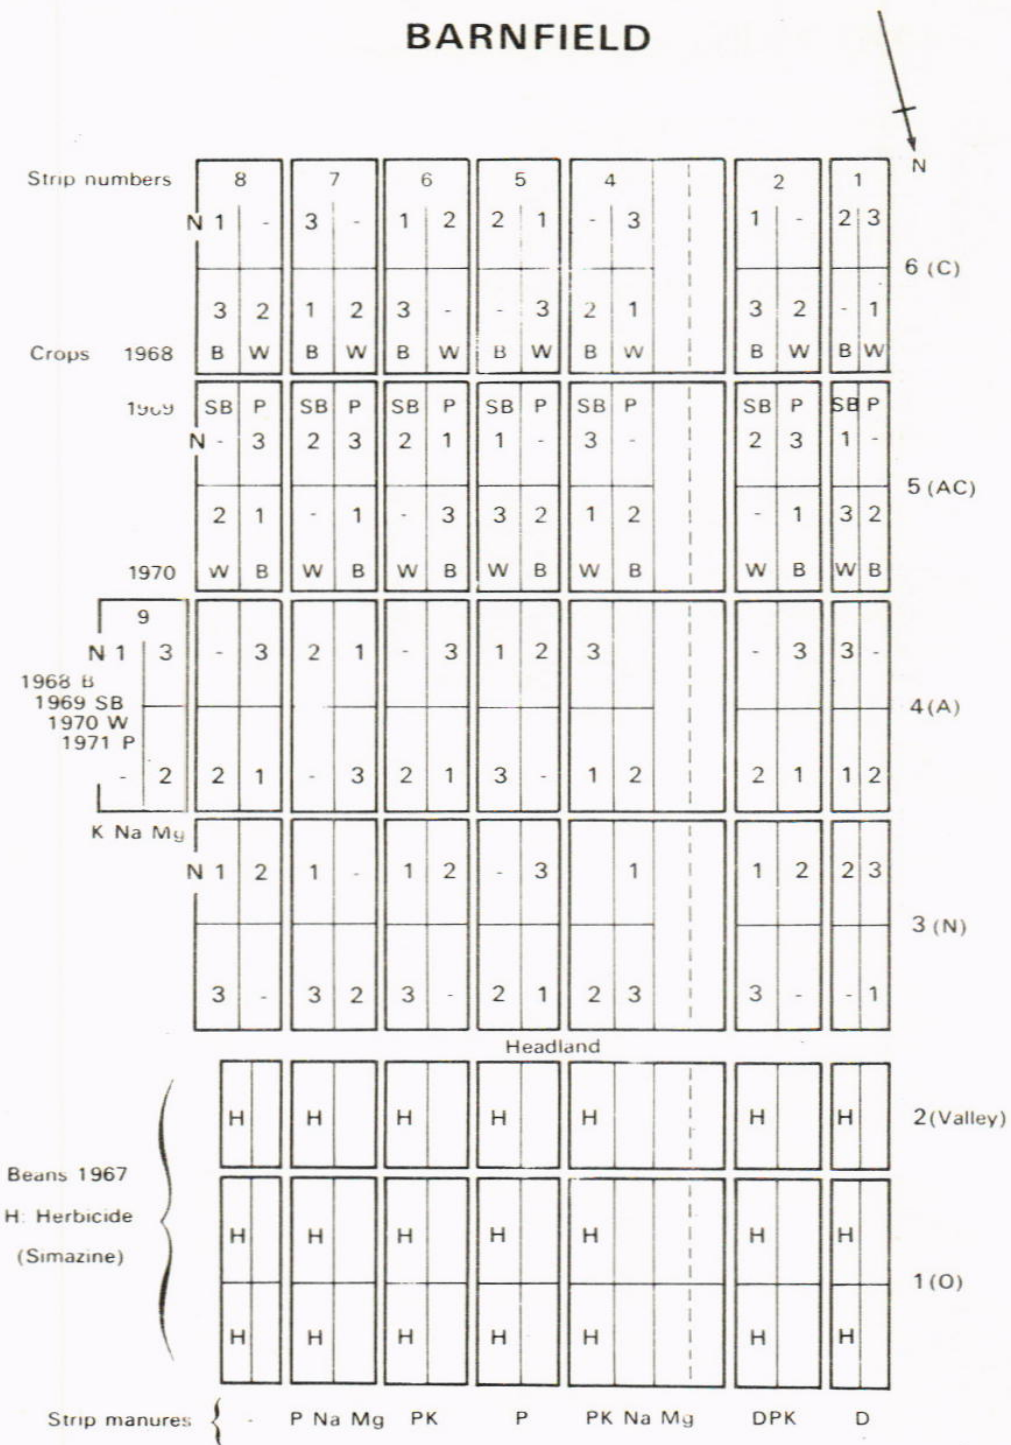 BARNFIELD
N
Strip numbers 8 7 6 5 4 2 1
N 1 - 3 - 1 2 2 1 - 3 1 - 2 3
6 (C)
3 2 1 2 3 - - 3 2 1 3 2 - 1
Crops 1968 B W B W B W B W B W B W B W
1969 SB P SB P SB P SB P SB P SB P SB P
N - 3 2 3 2 1 1 - 3 - 2 3 1 -
5 (AC)
2 1 - 1 - 3 3 2 1 2 - 1 3 2
1970 W B W B W B W B W B W B W B
9
N 1 3 - 3 2 1 - 3 1 2 3 - 3 3 -
1968 B
1969 SB
4 (A)
1970 W
1971 P
- 2 2 1 - 3 2 1 3 - 1 2 2 1 1 2
K Na Mg
N 1 2 1 - 1 2 - 3 1 1 2 2 3
3 (N)
3 - 3 2 3 - 2 1 2 3 3 - - 1
Headland
H H H H H H H 2 (Valley)
Beans 1967
H: Herbicide
(Simazine)
H H H H H H H
1 (O)
H H H H H H H
Strip manures { - P Na Mg PK P PK Na Mg DPK D